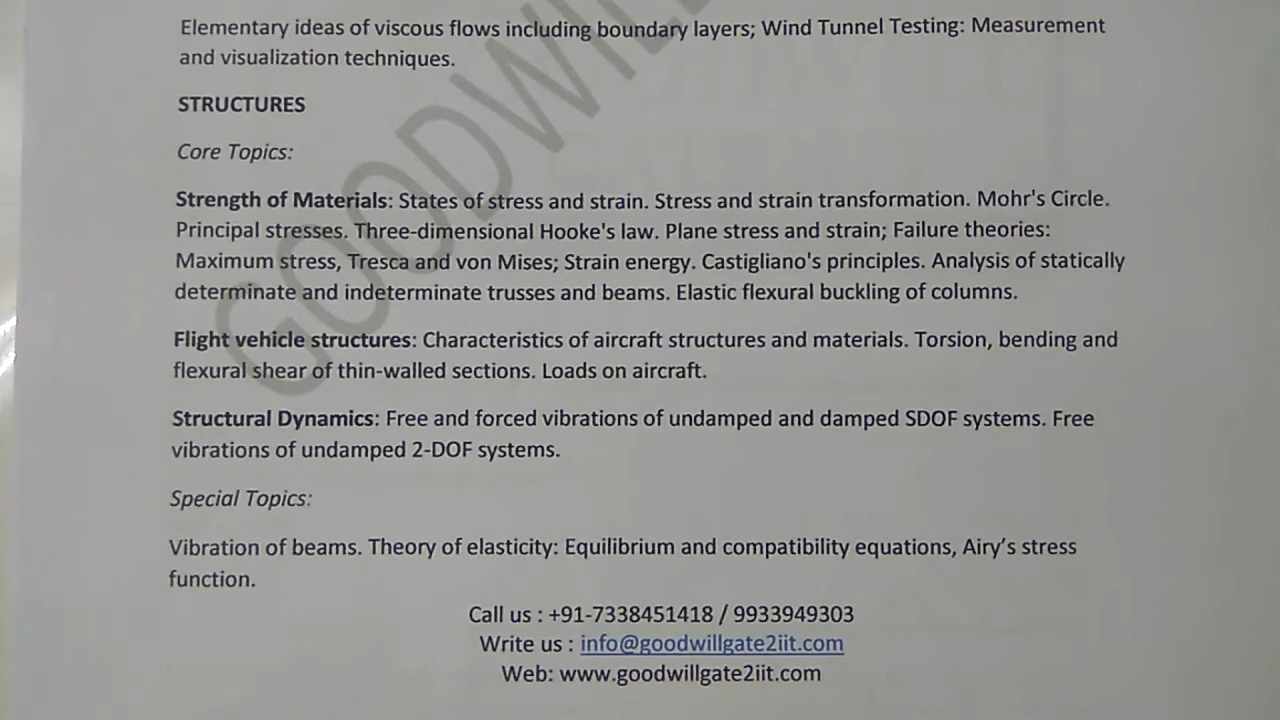 Elementary ideas of viscous flows including boundary layers; Wind Tunnel Testing: Measurement
and visualization techniques.
STRUCTURES
Core Topics:
Strength of Materials: States of stress and strain. Stress and strain transformation. Mohr's Circle.
Principal stresses. Three-dimensional Hooke's law. Plane stress and strain; Failure theories:
Maximum stress, Tresca and von Mises; Strain energy. Castigliano's principles. Analysis of statically
determinate and indeterminate trusses and beams. Elastic flexural buckling of columns.
Flight vehicle structures: Characteristics of aircraft structures and materials. Torsion, bending and
flexural shear of thin-walled sections. Loads on aircraft.
Structural Dynamics: Free and forced vibrations of undamped and damped SDOF systems. Free
vibrations of undamped 2-DOF systems.
Special Topics:
Vibration of beams. Theory of elasticity: Equilibrium and compatibility equations, Airy’s stress
function.
Call us : +91-7338451418 / 9933949303
Write us : info@goodwillgate2iit.com
Web: www.goodwillgate2iit.com
GOODWILL